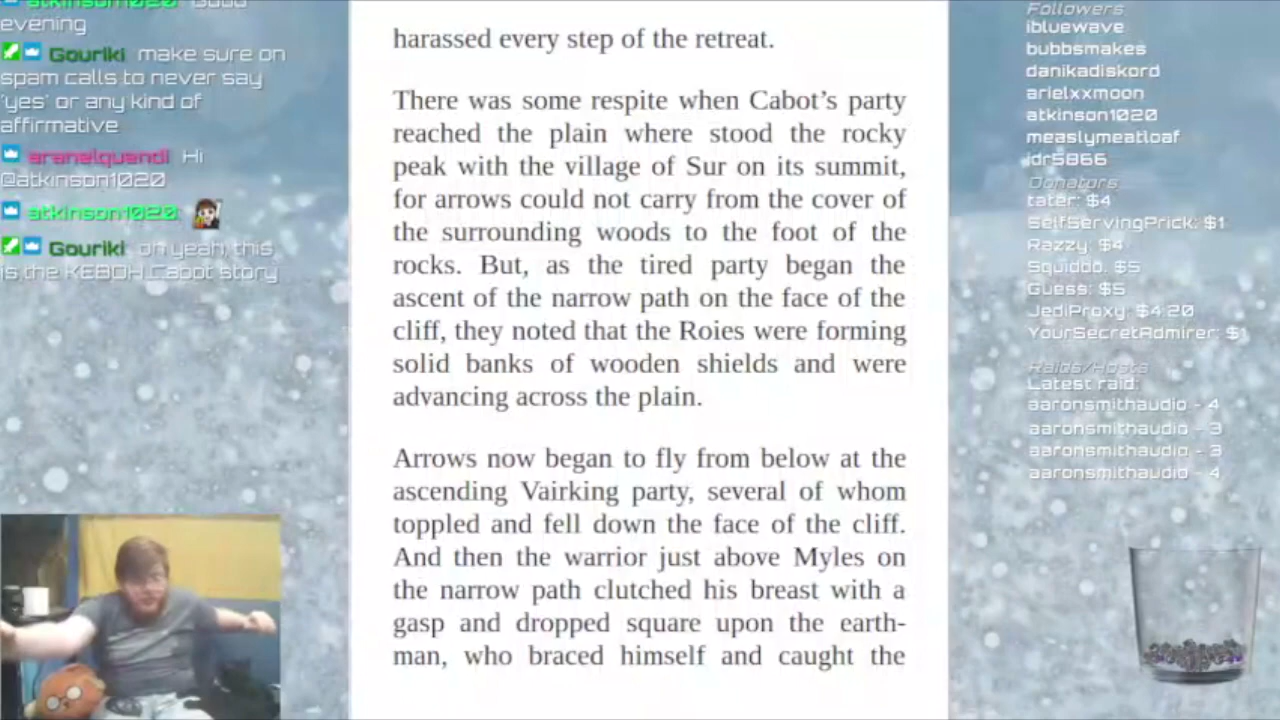 atkinson1020: Good
evening
Gouriki: make sure on
spam calls to never say
'yes' or any kind of
affirmative
aranelquendi: Hi
@atkinson1020
atkinson1020:
Gouriki: oh yeah, this
is the KEBOH Cabot story
harassed every step of the retreat.
There was some respite when Cabot’s party
reached the plain where stood the rocky
peak with the village of Sur on its summit,
for arrows could not carry from the cover of
the surrounding woods to the foot of the
rocks. But, as the tired party began the
ascent of the narrow path on the face of the
cliff, they noted that the Roies were forming
solid banks of wooden shields and were
advancing across the plain.
Arrows now began to fly from below at the
ascending Vairking party, several of whom
toppled and fell down the face of the cliff.
And then the warrior just above Myles on
the narrow path clutched his breast with a
gasp and dropped square upon the earth-
man, who braced himself and caught the
Followers
ibluewave
bubbsmakes
danikadiskord
arielxxmoon
atkinson1020
measlymeatloaf
idr5866
Donators
tater: $4
SelfServingPrick: $1
Razzy: $4
Squidoo: $5
Guess: $5
JediProxy: $4.20
YourSecretAdmirer: $1
Raids/Hosts
Latest raid:
aaronsmithaudio - 4
aaronsmithaudio - 3
aaronsmithaudio - 3
aaronsmithaudio - 4